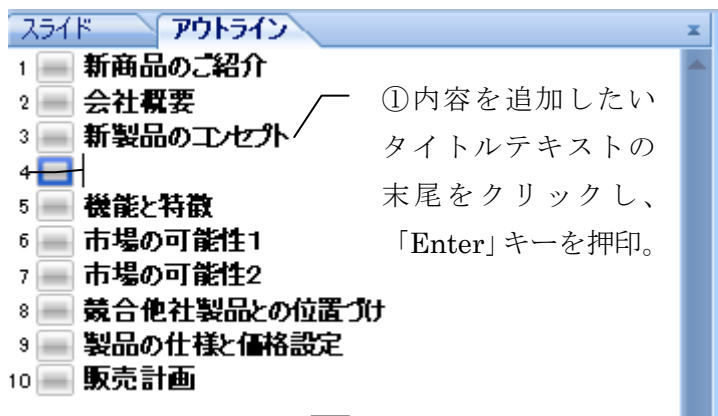 スライド アウトライン
1 新商品のご紹介
2 会社概要
3 新製品のコンセプト
4
5 機能と特徴
6 市場の可能性1
7 市場の可能性2
8 競合他社製品との位置づけ
9 製品の仕様と価格設定
10 販売計画
①内容を追加したい
タイトルテキストの
末尾をクリックし、
「Enter」キーを押印。